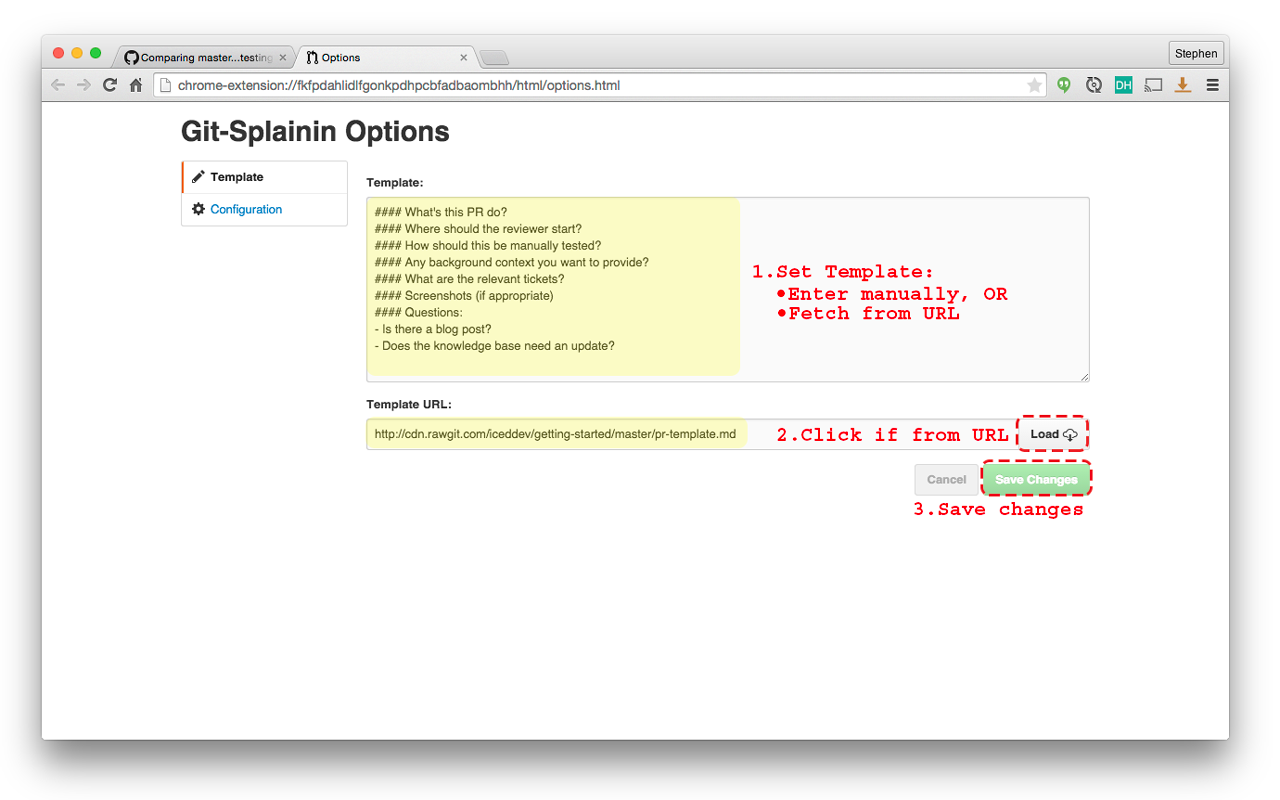 Comparing master...testing
Options
Stephen
chrome-extension://fkfpdahlidlfgonkpdhpcbfadbaombhh/html/options.html
DH
Git-Splainin Options
Template
Configuration
Template:
#### What's this PR do?
#### Where should the reviewer start?
#### How should this be manually tested?
#### Any background context you want to provide?
#### What are the relevant tickets?
#### Screenshots (if appropriate)
#### Questions:
- Is there a blog post?
- Does the knowledge base need an update?
1.Set Template:
•Enter manually, OR
•Fetch from URL
Template URL:
http://cdn.rawgit.com/iceddev/getting-started/master/pr-template.md
2.Click if from URL
Load
Cancel
Save Changes
3.Save changes